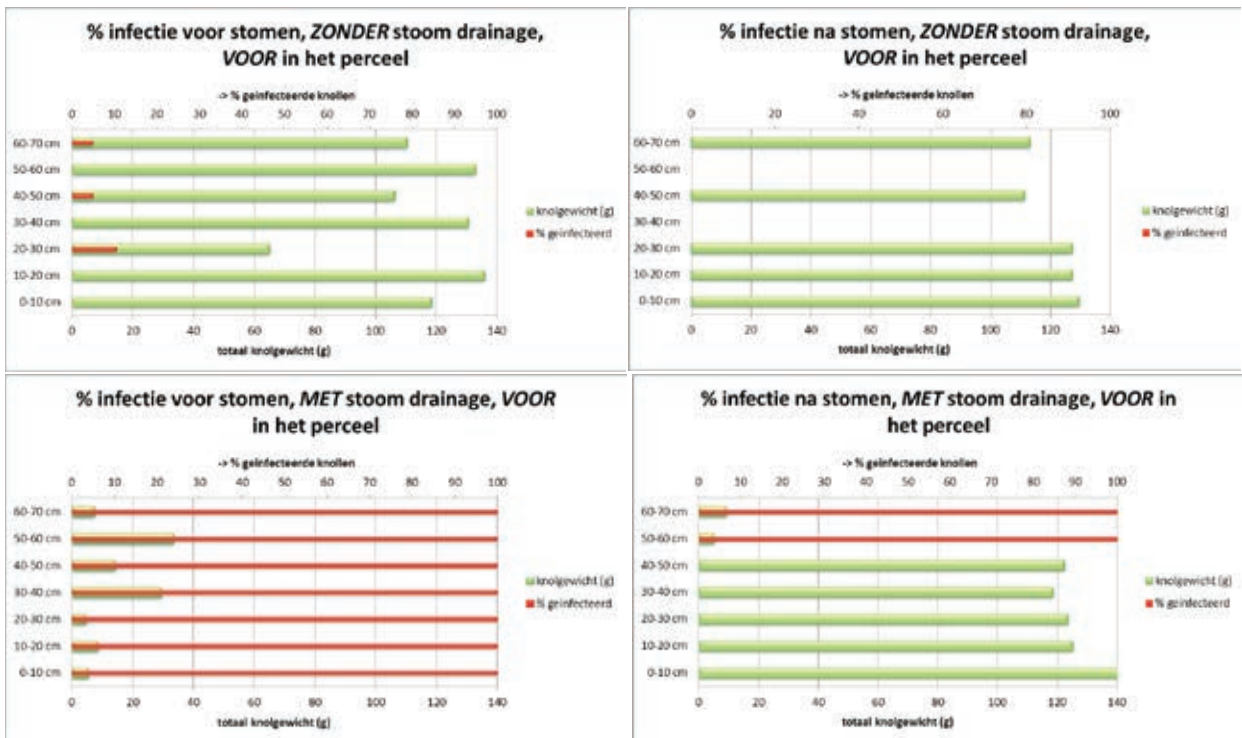 % infectie voor stomen, ZONDER stoom drainage,
VOOR in het perceel
-> % geinfecteerde knollen
0 10 20 30 40 50 60 70 80 90 100
60-70 cm
50-60 cm
40-50 cm
30-40 cm
20-30 cm
10-20 cm
0-10 cm
knolgewicht (g)
% geinfecteerd
0 20 40 60 80 100 120 140
totaal knolgewicht (g)
% infectie na stomen, ZONDER stoom drainage,
VOOR in het perceel
-> % geinfecteerde knollen
0 20 40 60 80 100
60-70 cm
50-60 cm
40-50 cm
30-40 cm
20-30 cm
10-20 cm
0-50 cm
knolgewicht (g)
% geinfecteerd
0 20 40 60 80 100 120 140
totaal knolgewicht (g)
% infectie voor stomen, MET stoom drainage, VOOR
in het perceel
-> % geinfecteerde knollen
0 10 20 30 40 50 60 70 80 90 100
60-70 cm
50-60 cm
40-50 cm
30-40 cm
20-30 cm
10-20 cm
0-10 cm
knolgewicht (g)
% geinfecteerd
0 20 40 60 80 100 120 140
totaal knolgewicht (g)
% infectie na stomen, MET stoom drainage, VOOR in
het perceel
-> % geinfecteerde knollen
0 10 20 30 40 50 60 70 80 90 100
60-70 cm
50-60 cm
40-50 cm
30-40 cm
20-30 cm
10-20 cm
0-10 cm
knolgewicht (g)
% geinfecteerd
0 20 40 60 80 100 120 140
totaal knolgewicht (g)